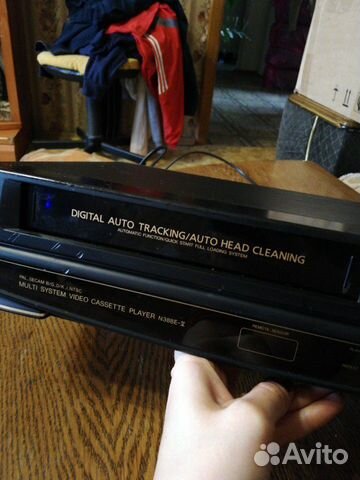 DIGITAL AUTO TRACKING/AUTO HEAD CLEANING
AUTOMATIC FUNCTION/QUICK START FULL LOADING SYSTEM
PAL, SECAM B/G, D/K / NTSC
MULTI SYSTEM VIDEO CASSETTE PLAYER N388E-II
REMOTE SENSOR
Avito